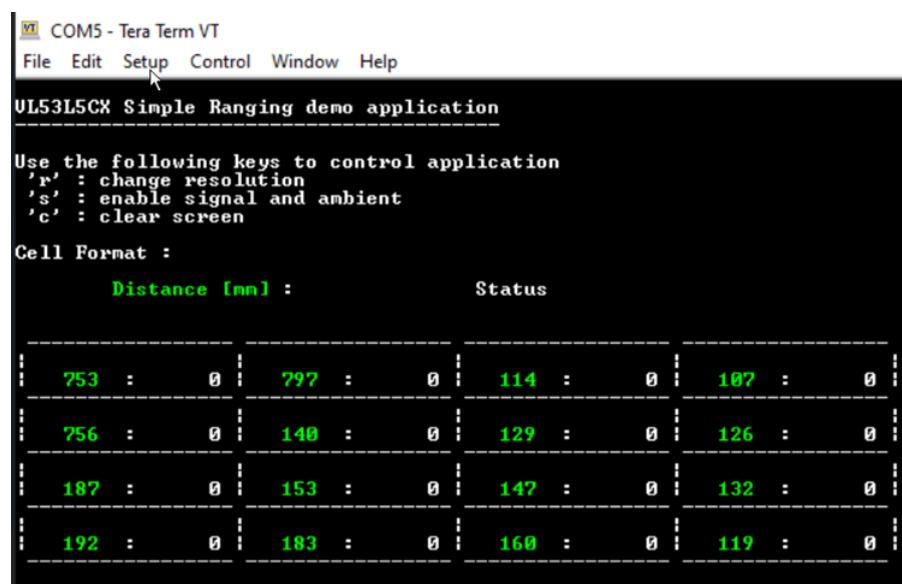 VT COM5 - Tera Term VT
File Edit Setup Control Window Help
VL53L5CX Simple Ranging demo application
Use the following keys to control application
'r' : change resolution
's' : enable signal and ambient
'c' : clear screen
Cell Format :
Distance [mm] : Status
753 : 0 797 : 0 114 : 0 107 : 0
756 : 0 140 : 0 129 : 0 126 : 0
187 : 0 153 : 0 147 : 0 132 : 0
192 : 0 183 : 0 160 : 0 119 : 0